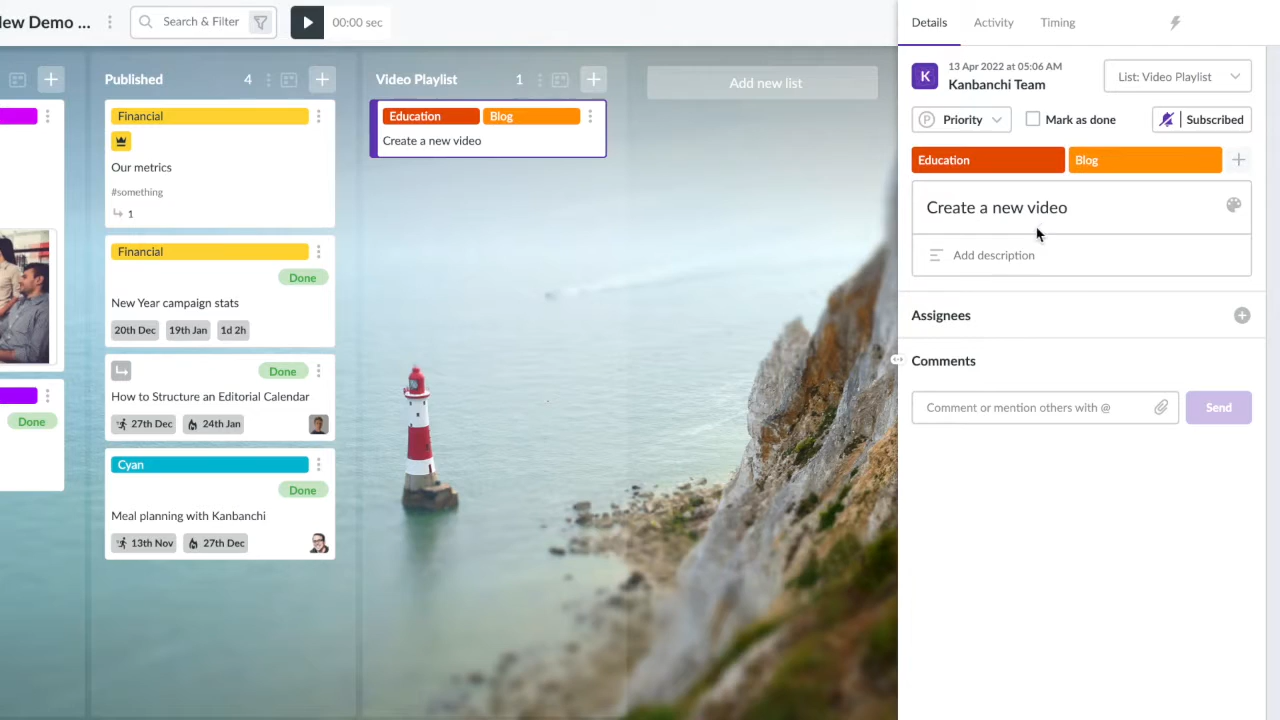 New Demo ...
Search & Filter
00:00 sec
Done
Published 4
Financial
Our metrics
#something
1
Financial
Done
New Year campaign stats
20th Dec 19th Jan 1d 2h
Done
How to Structure an Editorial Calendar
27th Dec 24th Jan
Cyan
Done
Meal planning with Kanbanchi
13th Nov 27th Dec
Video Playlist 1
Education Blog
Create a new video
Add new list
Details Activity Timing
K
13 Apr 2022 at 05:06 AM
Kanbanchi Team
List: Video Playlist
P Priority Mark as done Subscribed
Education Blog
Create a new video
Add description
Assignees
Comments
Comment or mention others with @
Send